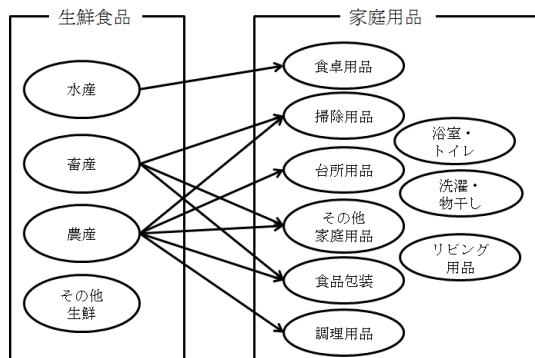 生鮮食品
水産
畜産
農産
その他
生鮮
家庭用品
食卓用品
掃除用品
台所用品
その他
家庭用品
食品包装
調理用品
浴室・
トイレ
洗濯・
物干し
リビング
用品